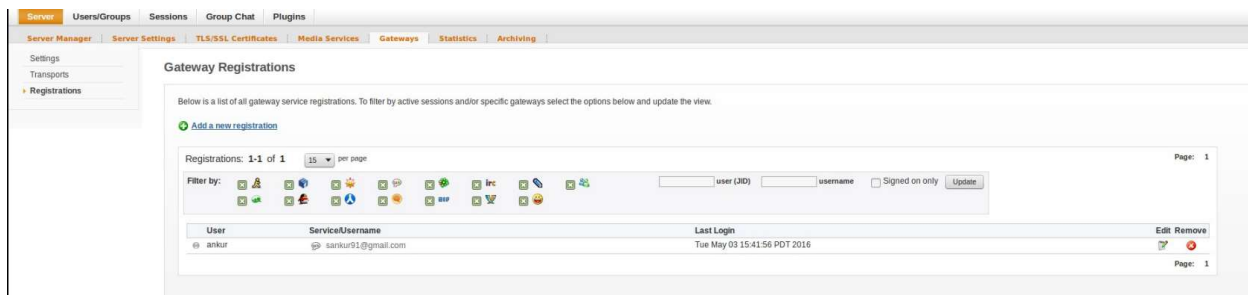 Server Users/Groups Sessions Group Chat Plugins
Server Manager Server Settings TLS/SSL Certificates Media Services Gateways Statistics Archiving
Settings
Transports
Registrations
Gateway Registrations
Below is a list of all gateway service registrations. To filter by active sessions and/or specific gateways select the options below and update the view.
Add a new registration
Registrations: 1-1 of 1 15 per page Page: 1
Filter by: irc user (JID) username Signed on only Update
User Service/Username Last Login Edit Remove
ankur sankur91@gmail.com Tue May 03 15:41:56 PDT 2016
Page: 1